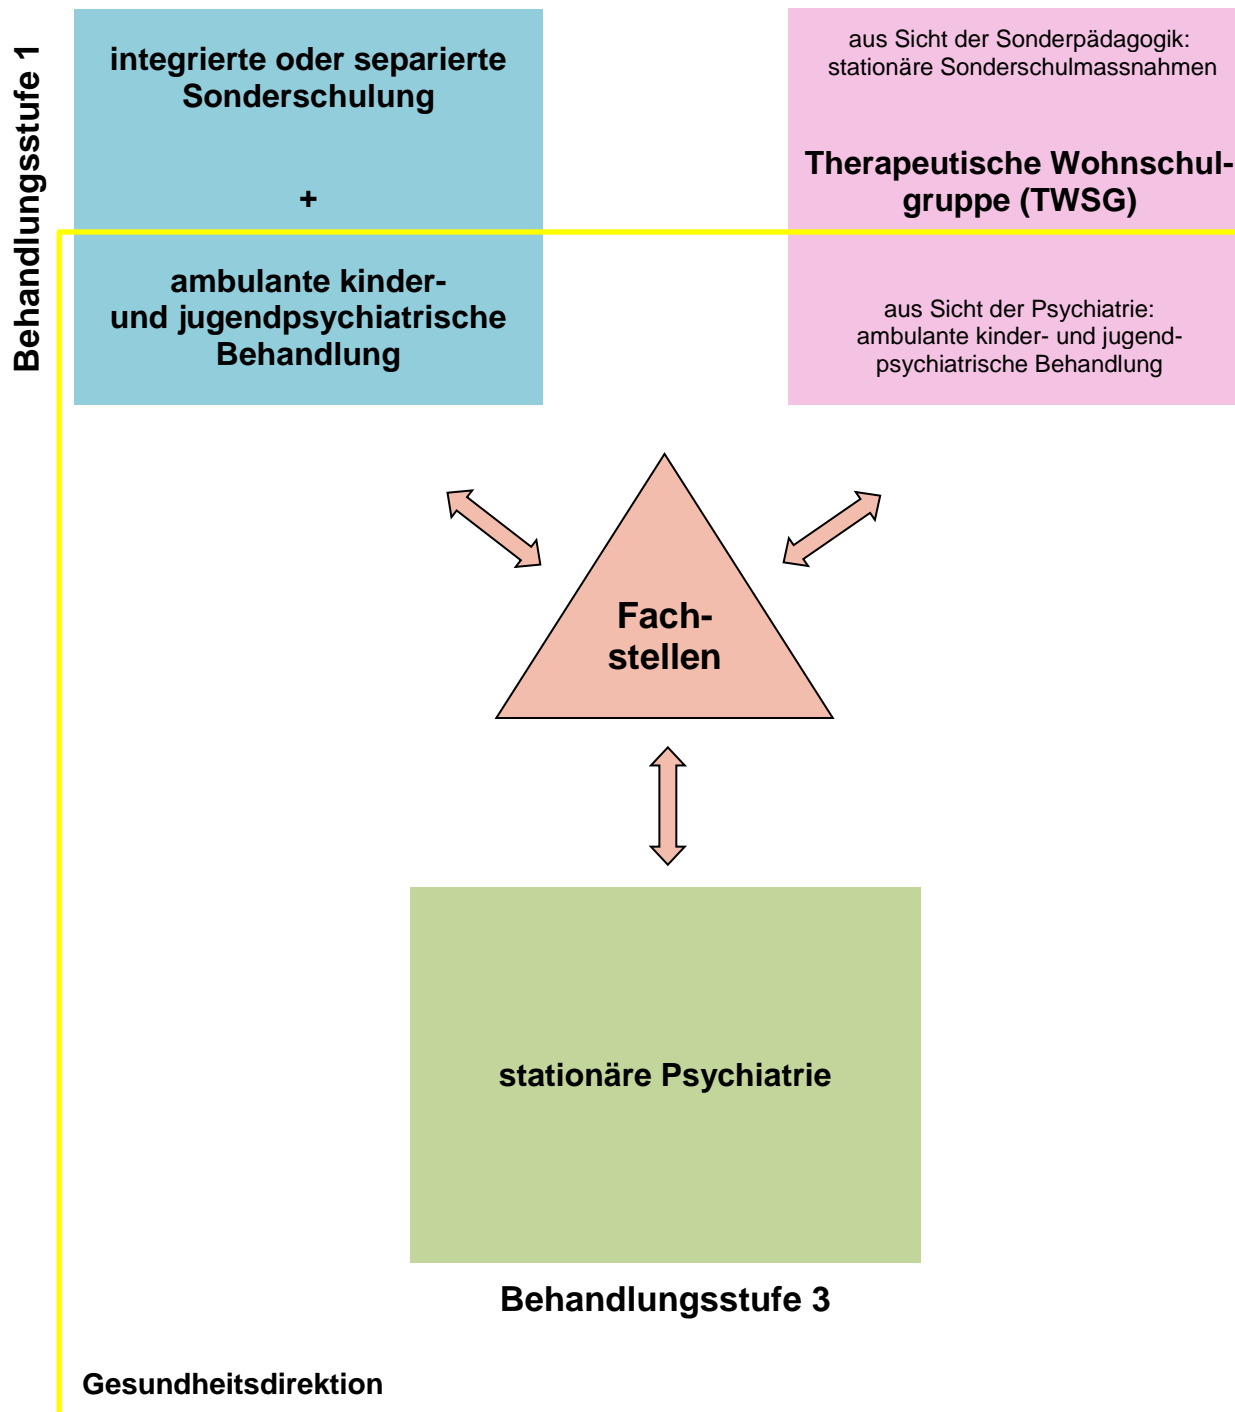 Behandlungsstufe 1
integrierte oder separierte
Sonderschulung
+
ambulante kinder-
und jugendpsychiatrische
Behandlung
aus Sicht der Sonderpädagogik:
stationäre Sonderschulmassnahmen
Therapeutische Wohnschul-
gruppe (TWSG)
aus Sicht der Psychiatrie:
ambulante kinder- und jugend-
psychiatrische Behandlung
Fach-
stellen
stationäre Psychiatrie
Behandlungsstufe 3
Gesundheitsdirektion